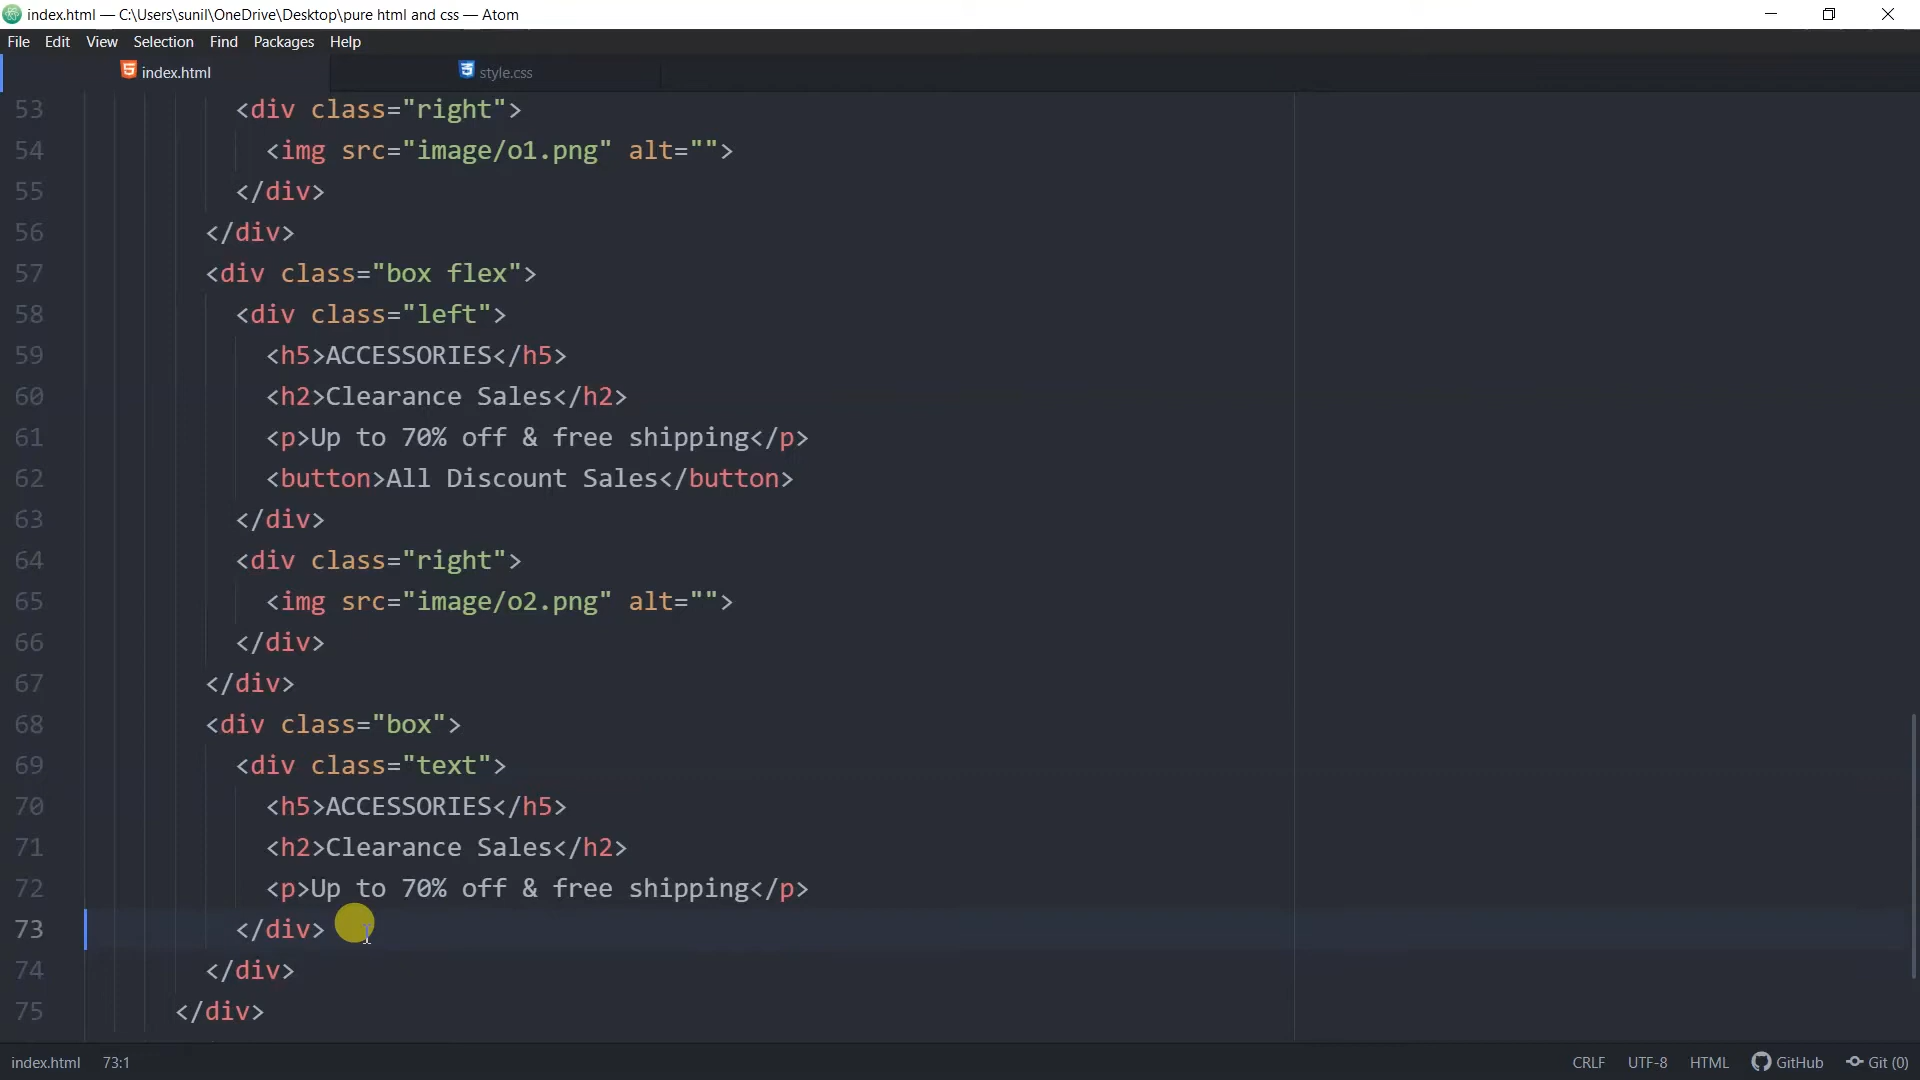 index.html — C:\Users\sunil\OneDrive\Desktop\pure html and css — Atom
File Edit View Selection Find Packages Help
index.html style.css
53 <div class="right">
54 <img src="image/o1.png" alt="">
55 </div>
56 </div>
57 <div class="box flex">
58 <div class="left">
59 <h5>ACCESSORIES</h5>
60 <h2>Clearance Sales</h2>
61 <p>Up to 70% off & free shipping</p>
62 <button>All Discount Sales</button>
63 </div>
64 <div class="right">
65 <img src="image/o2.png" alt="">
66 </div>
67 </div>
68 <div class="box">
69 <div class="text">
70 <h5>ACCESSORIES</h5>
71 <h2>Clearance Sales</h2>
72 <p>Up to 70% off & free shipping</p>
73 </div>
74 </div>
75 </div>
index.html 73:1 CRLF UTF-8 HTML GitHub Git (0)